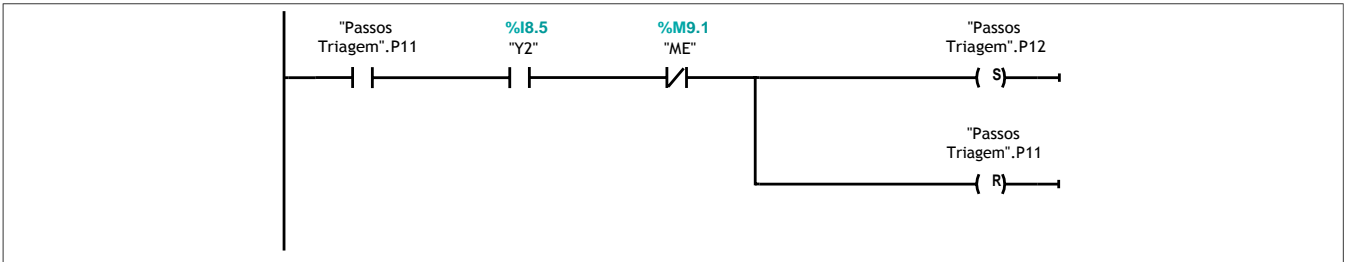 "Passos
Triagem".P11
%I8.5
"Y2"
%M9.1
"ME"
"Passos
Triagem".P12
S
"Passos
Triagem".P11
R